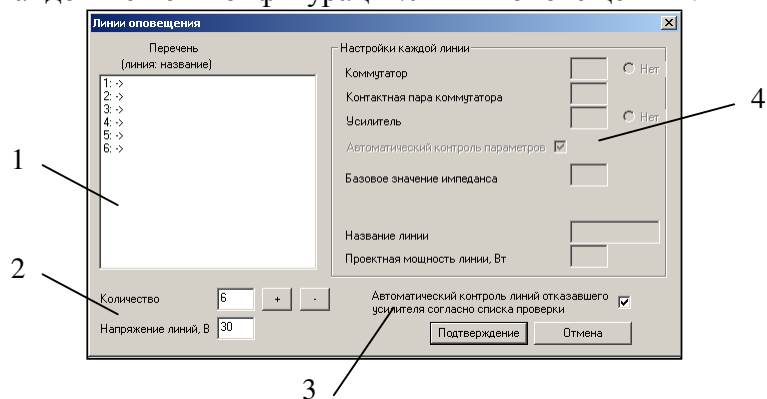 Линии оповещения
Перечень
(линия: название)
1: ->
2: ->
3: ->
4: ->
5: ->
6: ->
Количество 6 + -
Напряжение линий, В 30
Настройки каждой линии
Коммутатор Нет
Контактная пара коммутатора
Усилитель Нет
Автоматический контроль параметров
Базовое значение импеданса
Название линии
Проектная мощность линии, Вт
Автоматический контроль линий отказавшего
усилителя согласно списка проверки
Подтверждение Отмена
1
2
3
4